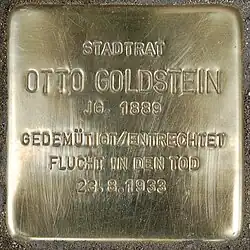 STADTRAT
OTTO GOLDSTEIN
JG. 1889
GEDEMÜTIGT/ENTRECHTET
FLUCHT IN DEN TOD
23.8.1933